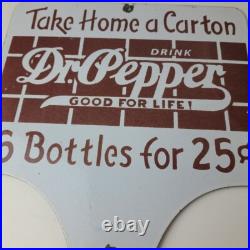 Take Home a Carton
DRINK
Dr.Pepper
GOOD FOR LIFE!
6 Bottles for 25¢